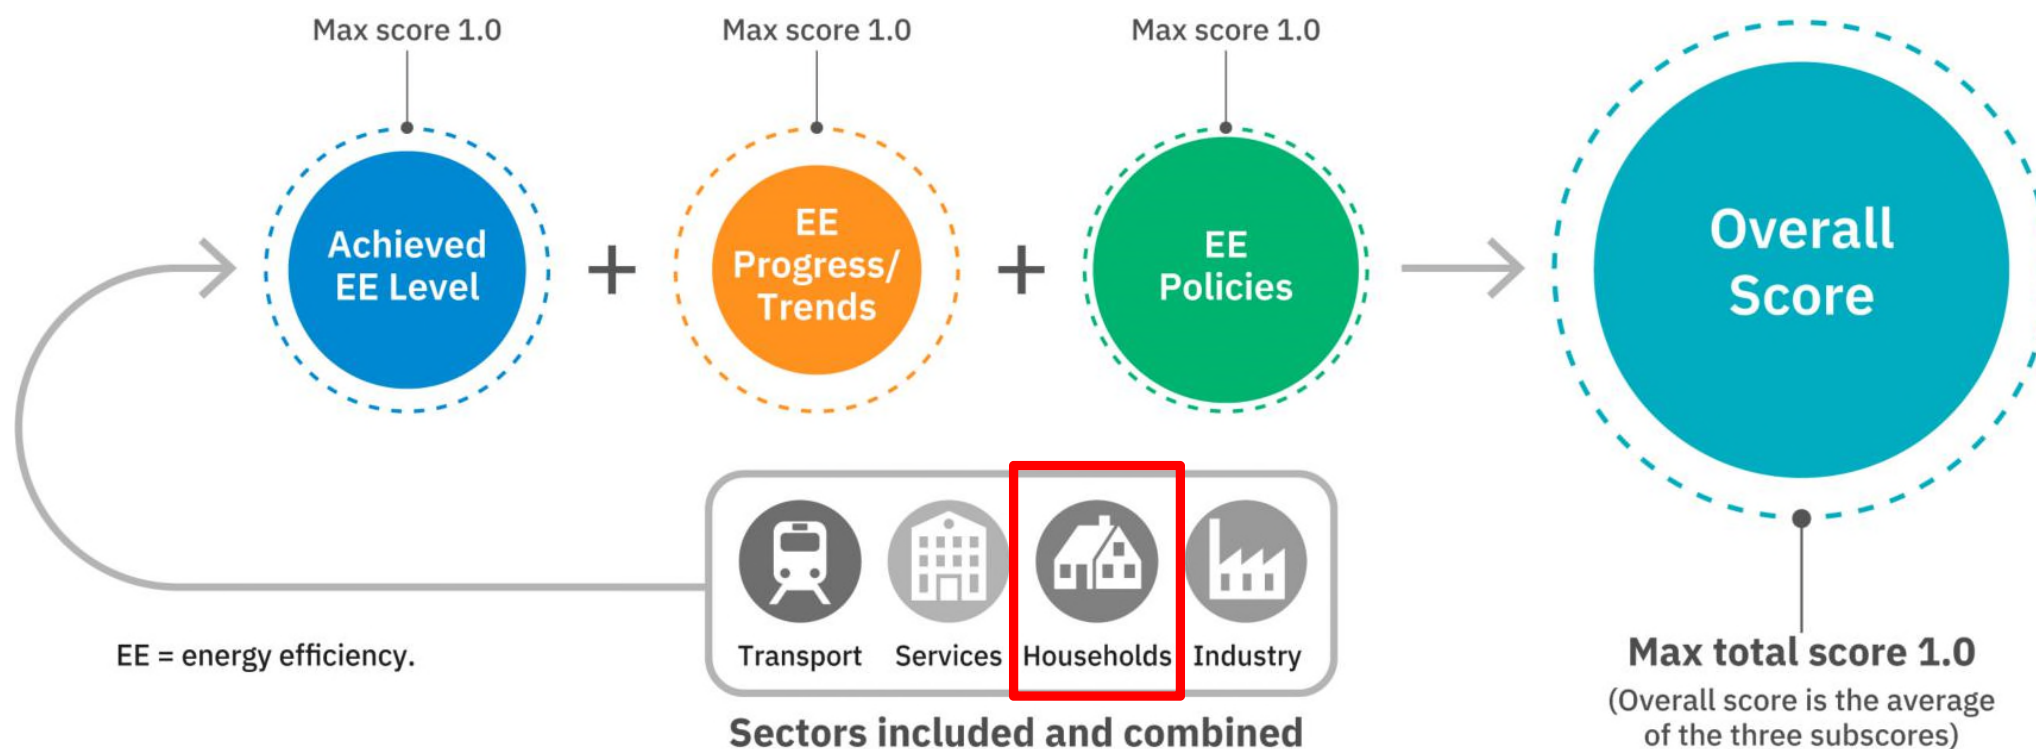 Max score 1.0
Max score 1.0
Max score 1.0
Achieved
EE Level
+
EE
Progress/
Trends
+
EE
Policies
Overall
Score
Transport
Services
Households
Industry
EE = energy efficiency.
Sectors included and combined
Max total score 1.0
(Overall score is the average
of the three subscores)